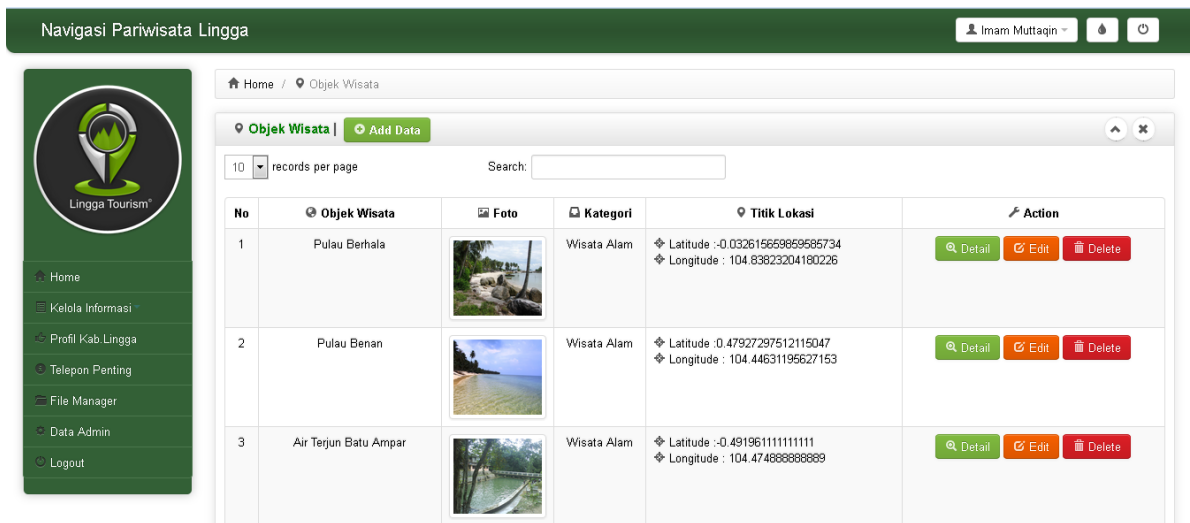 Navigasi Pariwisata Lingga
Imam Muttaqin
Home / Objek Wisata
Lingga Tourism®
Objek Wisata | Add Data
10 records per page Search:
No Objek Wisata Foto Kategori Titik Lokasi Action
1 Pulau Berhala Wisata Alam Latitude :-0.032615659859585734 Detail Edit Delete
Longitude : 104.83823204180226
2 Pulau Benan Wisata Alam Latitude :0.47927297512115047 Detail Edit Delete
Longitude : 104.44631195627153
3 Air Terjun Batu Ampar Wisata Alam Latitude :-0.491961111111111 Detail Edit Delete
Longitude : 104.474888888889
Home
Kelola Informasi
Profil Kab.Lingga
Telepon Penting
File Manager
Data Admin
Logout